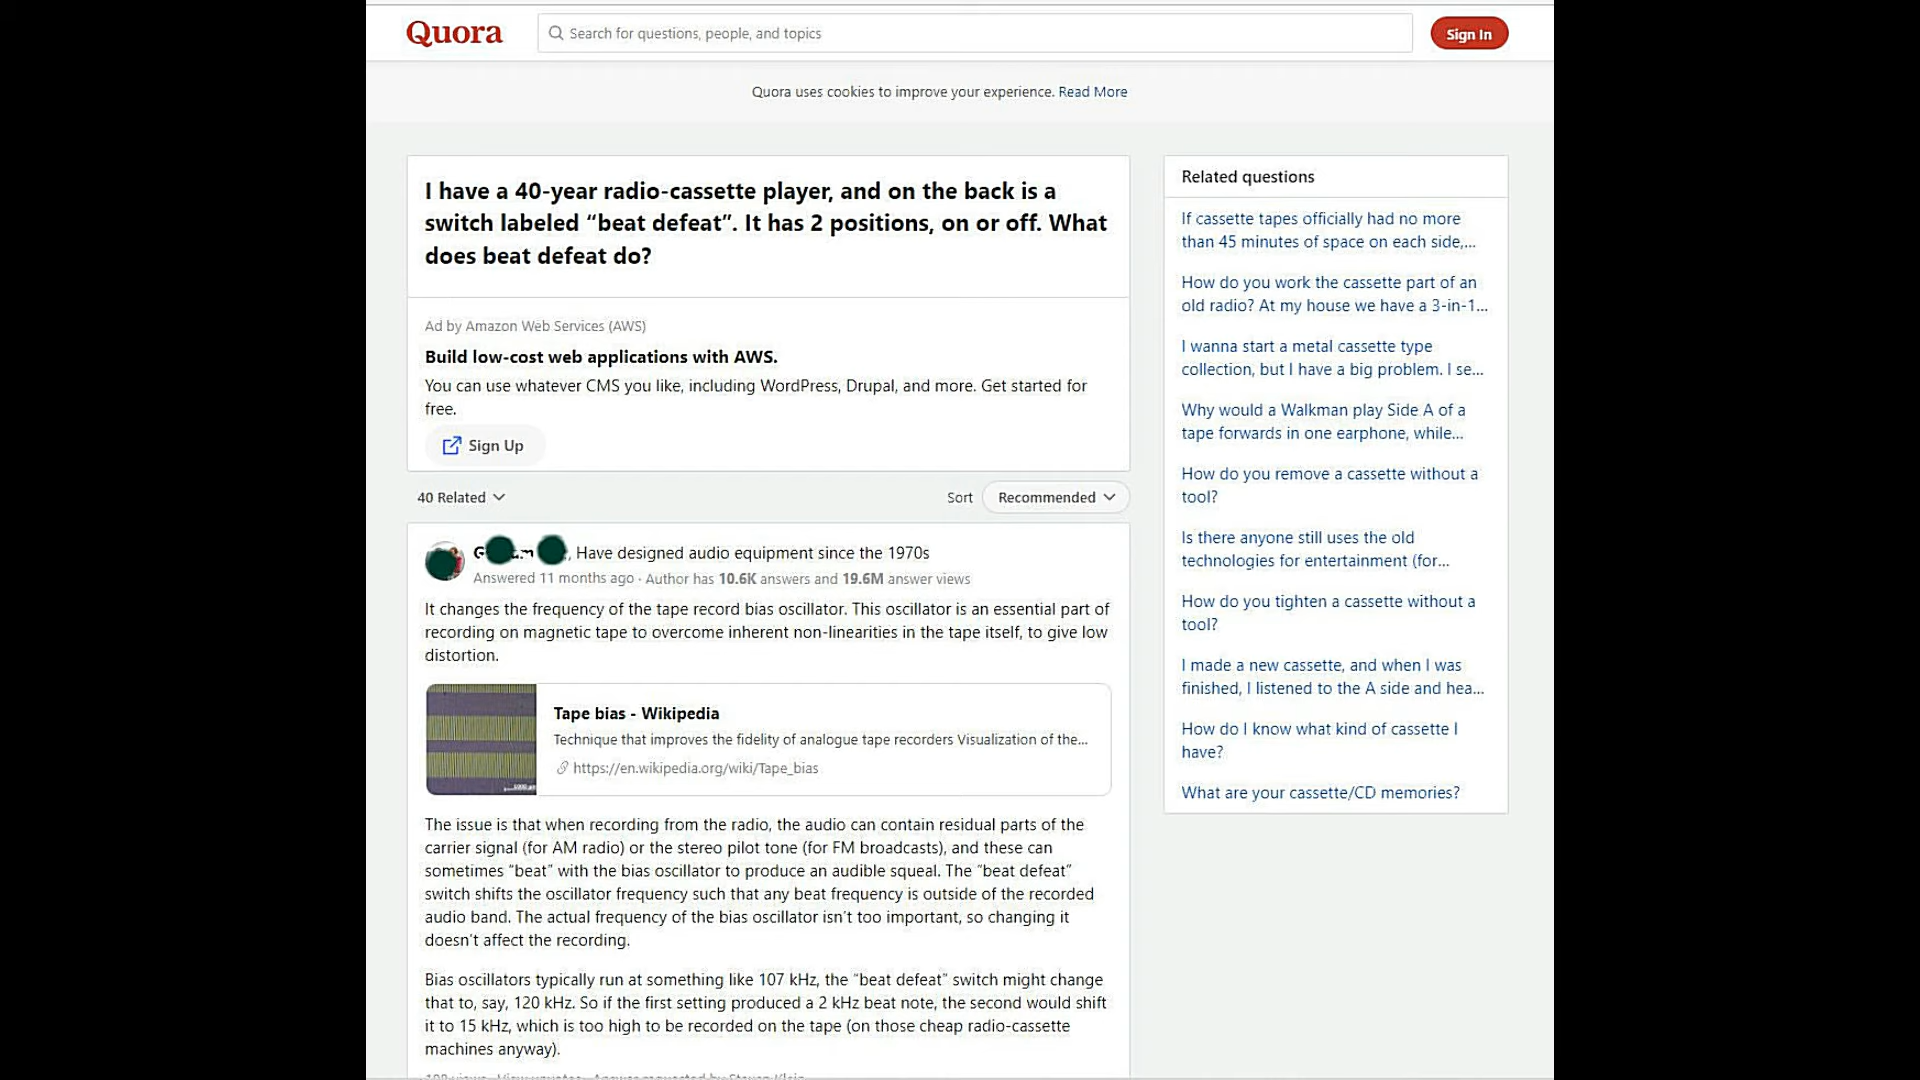 Quora
Search for questions, people, and topics
Sign In
Quora uses cookies to improve your experience. Read More
I have a 40-year radio-cassette player, and on the back is a
switch labeled “beat defeat”. It has 2 positions, on or off. What
does beat defeat do?
Ad by Amazon Web Services (AWS)
Build low-cost web applications with AWS.
You can use whatever CMS you like, including WordPress, Drupal, and more. Get started for
free.
Sign Up
40 Related
Sort
Recommended
, Have designed audio equipment since the 1970s
Answered 11 months ago · Author has 10.6K answers and 19.6M answer views
It changes the frequency of the tape record bias oscillator. This oscillator is an essential part of
recording on magnetic tape to overcome inherent non-linearities in the tape itself, to give low
distortion.
Tape bias - Wikipedia
Technique that improves the fidelity of analogue tape recorders Visualization of the...
https://en.wikipedia.org/wiki/Tape_bias
The issue is that when recording from the radio, the audio can contain residual parts of the
carrier signal (for AM radio) or the stereo pilot tone (for FM broadcasts), and these can
sometimes “beat” with the bias oscillator to produce an audible squeal. The “beat defeat”
switch shifts the oscillator frequency such that any beat frequency is outside of the recorded
audio band. The actual frequency of the bias oscillator isn’t too important, so changing it
doesn’t affect the recording.
Bias oscillators typically run at something like 107 kHz, the “beat defeat” switch might change
that to, say, 120 kHz. So if the first setting produced a 2 kHz beat note, the second would shift
it to 15 kHz, which is too high to be recorded on the tape (on those cheap radio-cassette
machines anyway).
Related questions
If cassette tapes officially had no more
than 45 minutes of space on each side,...
How do you work the cassette part of an
old radio? At my house we have a 3-in-1...
I wanna start a metal cassette type
collection, but I have a big problem. I se...
Why would a Walkman play Side A of a
tape forwards in one earphone, while...
How do you remove a cassette without a
tool?
Is there anyone still uses the old
technologies for entertainment (for...
How do you tighten a cassette without a
tool?
I made a new cassette, and when I was
finished, I listened to the A side and hea...
How do I know what kind of cassette I
have?
What are your cassette/CD memories?